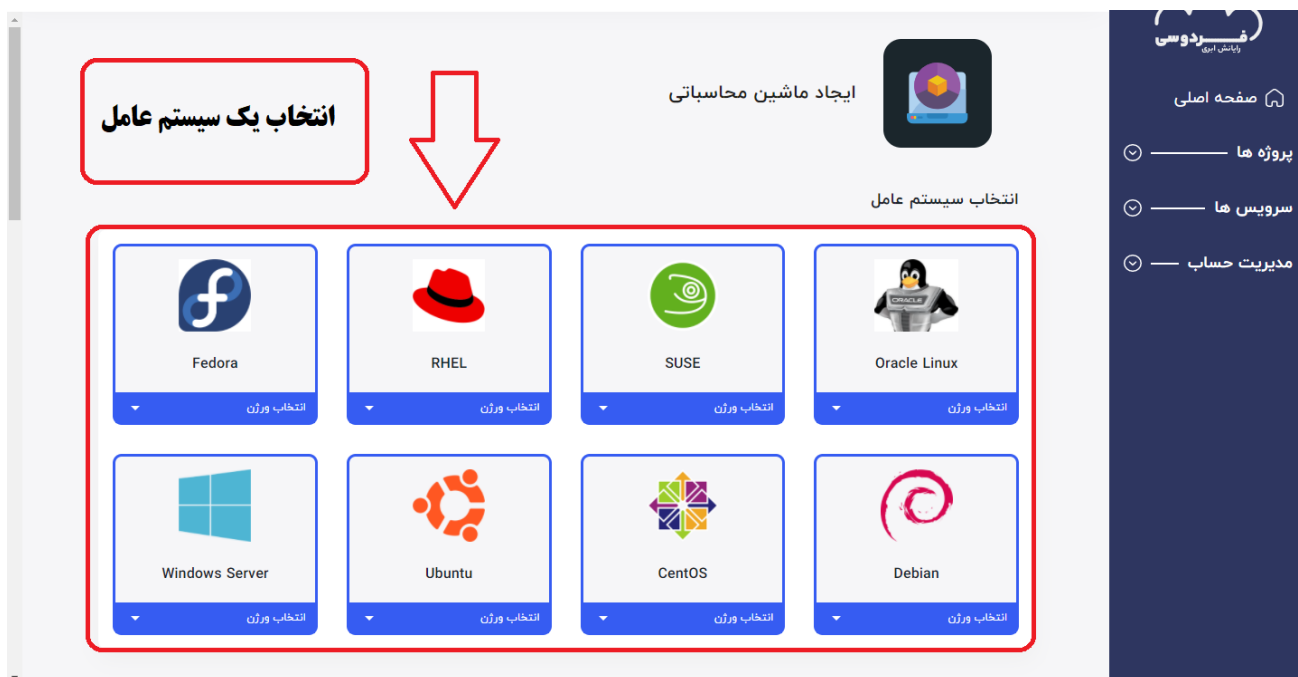 فــــردوسی
رایانش ابری
صفحه اصلی
پروژه ها
سرویس ها
مدیریت حساب
ایجاد ماشین محاسباتی
انتخاب یک سیستم عامل
انتخاب سیستم عامل
ORACLE
Oracle Linux
انتخاب ورژن
SUSE
انتخاب ورژن
RHEL
انتخاب ورژن
Fedora
انتخاب ورژن
Debian
انتخاب ورژن
CentOS
انتخاب ورژن
Ubuntu
انتخاب ورژن
Windows Server
انتخاب ورژن